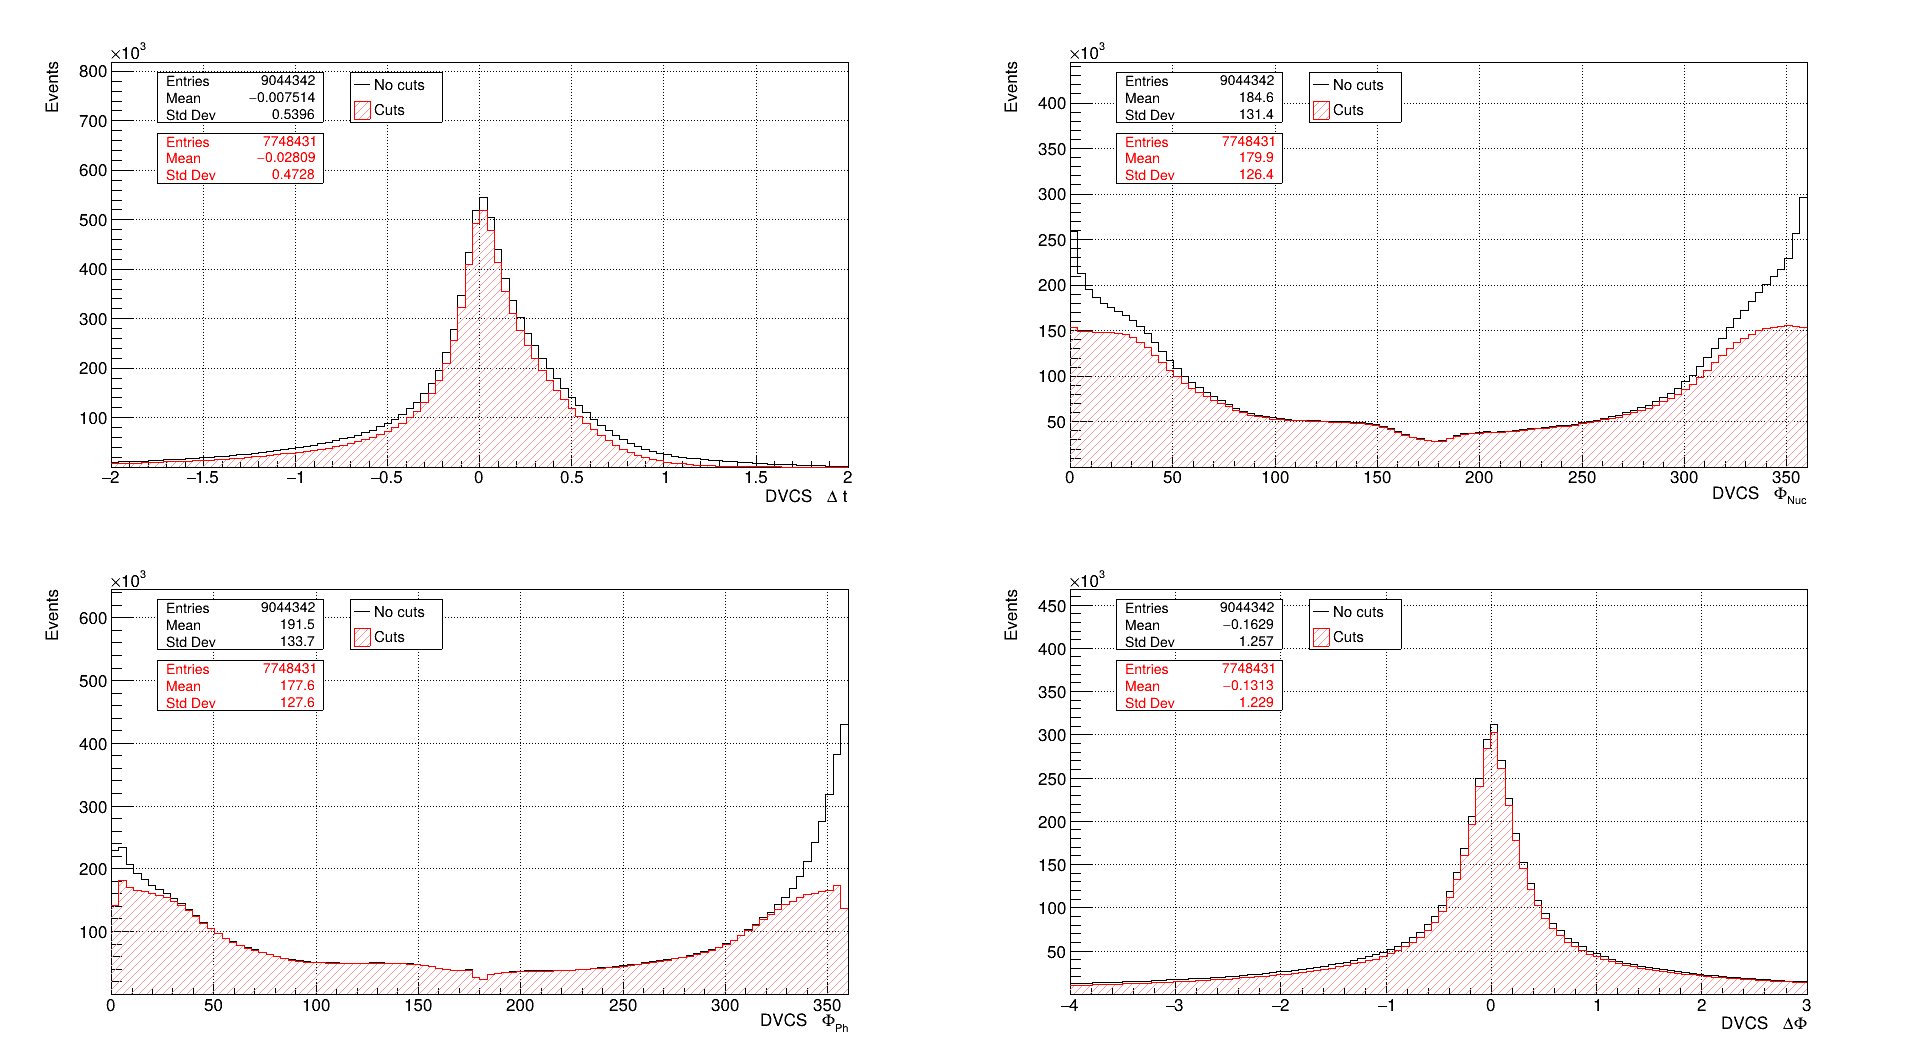 ×10³
Events
800
700
600
500
400
300
200
100
Entries 9044342
Mean −0.007514
Std Dev 0.5396
Entries 7748431
Mean −0.02809
Std Dev 0.4728
No cuts
Cuts
−2 −1.5 −1 −0.5 0 0.5 1 1.5 2
DVCS Δ t
×10³
Events
400
350
300
250
200
150
100
50
Entries 9044342
Mean 184.6
Std Dev 131.4
Entries 7748431
Mean 179.9
Std Dev 126.4
No cuts
Cuts
0 50 100 150 200 250 300 350
DVCS Φ_Nuc
×10³
Events
600
500
400
300
200
100
Entries 9044342
Mean 191.5
Std Dev 133.7
Entries 7748431
Mean 177.6
Std Dev 127.6
No cuts
Cuts
0 50 100 150 200 250 300 350
DVCS Φ_Ph
×10³
Events
450
400
350
300
250
200
150
100
50
Entries 9044342
Mean −0.1629
Std Dev 1.257
Entries 7748431
Mean −0.1313
Std Dev 1.229
No cuts
Cuts
−4 −3 −2 −1 0 1 2 3
DVCS ΔΦ